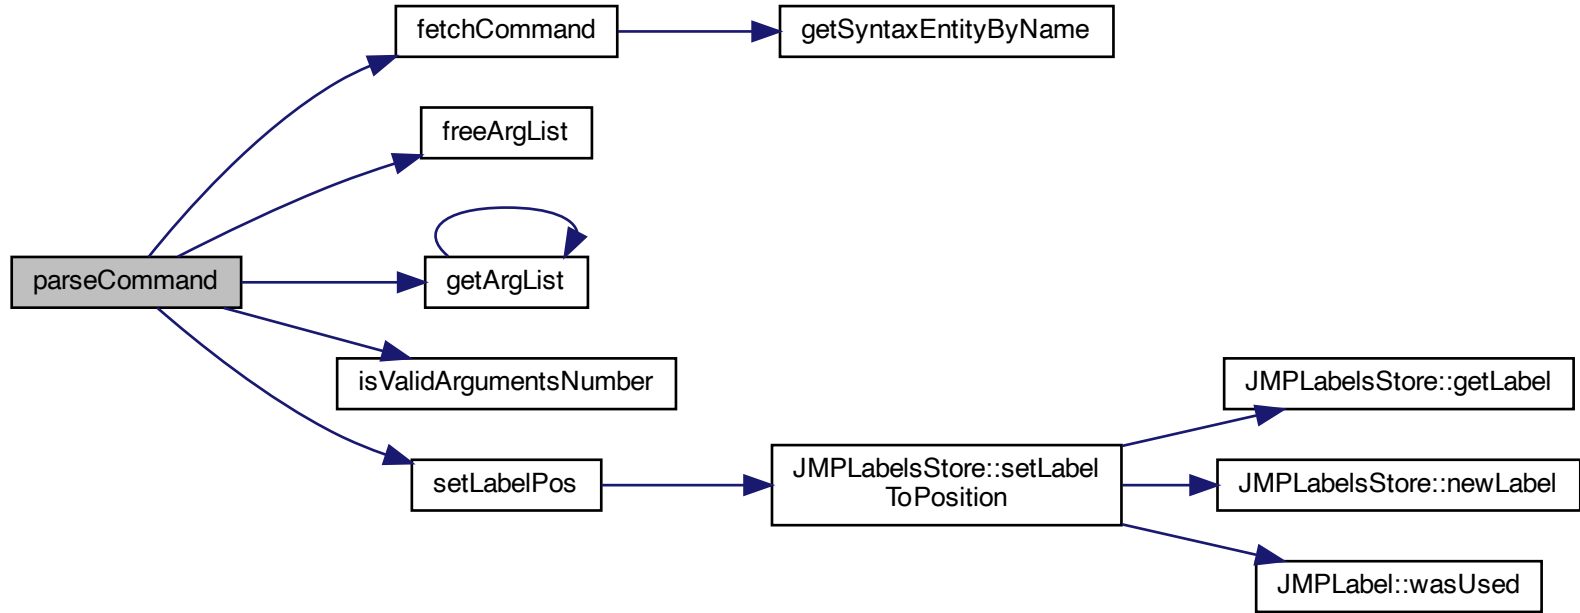 fetchCommand
getSyntaxEntityByName
freeArgList
parseCommand
getArgList
isValidArgumentsNumber
setLabelPos
JMPLabelsStore::setLabel
ToPosition
JMPLabelsStore::getLabel
JMPLabelsStore::newLabel
JMPLabel::wasUsed